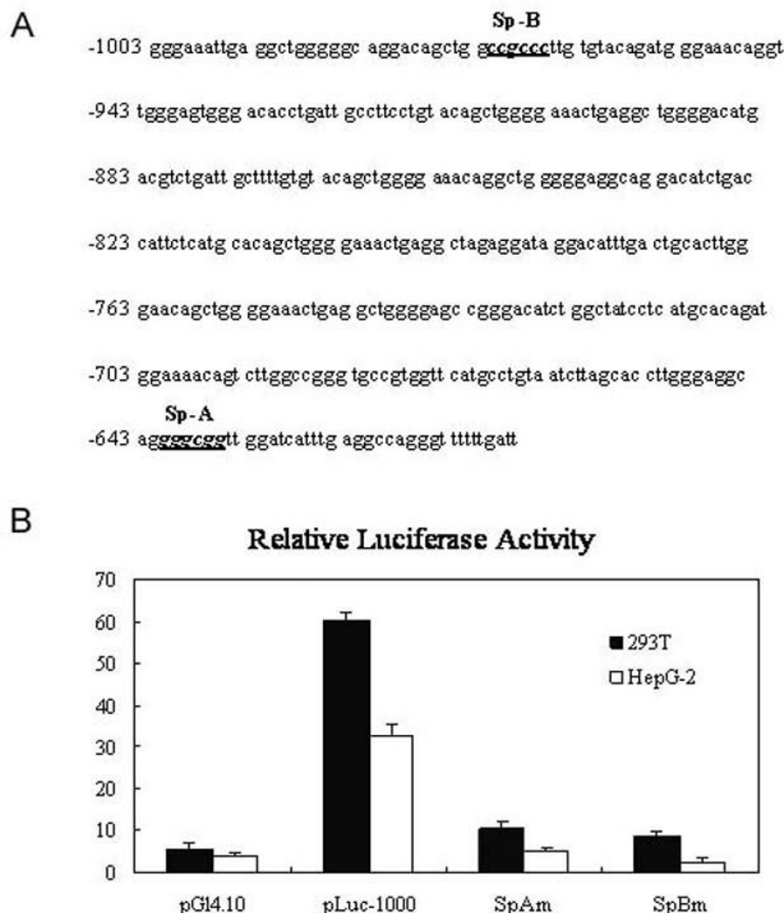 A
Sp-B
-1003 gggaaattga ggctgggggc aggacagctg gccgcccttg tgtacagatg ggaaacaggt
-943 tgggagtggg acacctgatt gccttcctgt acagctgggg aaactgaggc tggggacatg
-883 acgtctgatt gcttttgtgt acagctgggg aaacaggctg ggggaggcag gacatctgac
-823 cattctcatg cacagctggg gaaactgagg ctagaggata ggacatttga ctgcacttgg
-763 gaacagctgg ggaaactgag gctggggagc cgggacatct ggctatcctc atgcacagat
-703 ggaaaacagt cttggccggg tgccgtggtt catgcctgta atcttagcac cttgggaggc
Sp-A
-643 aggggcggtt ggatcatttg aggccagggt tttttgatt
B
Relative Luciferase Activity
70
60
50
40
30
20
10
0
293T
HepG-2
pGl4.10 pLuc-1000 SpAm SpBm